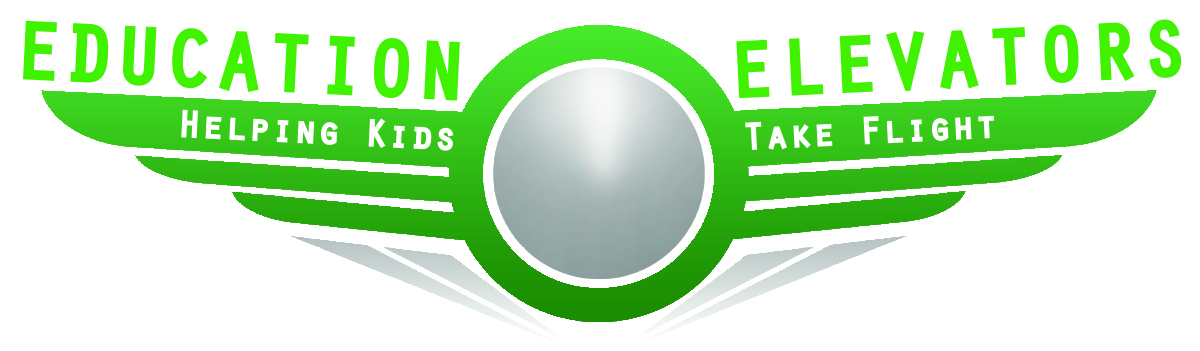 EDUCATION ELEVATORS
HELPING KIDS TAKE FLIGHT